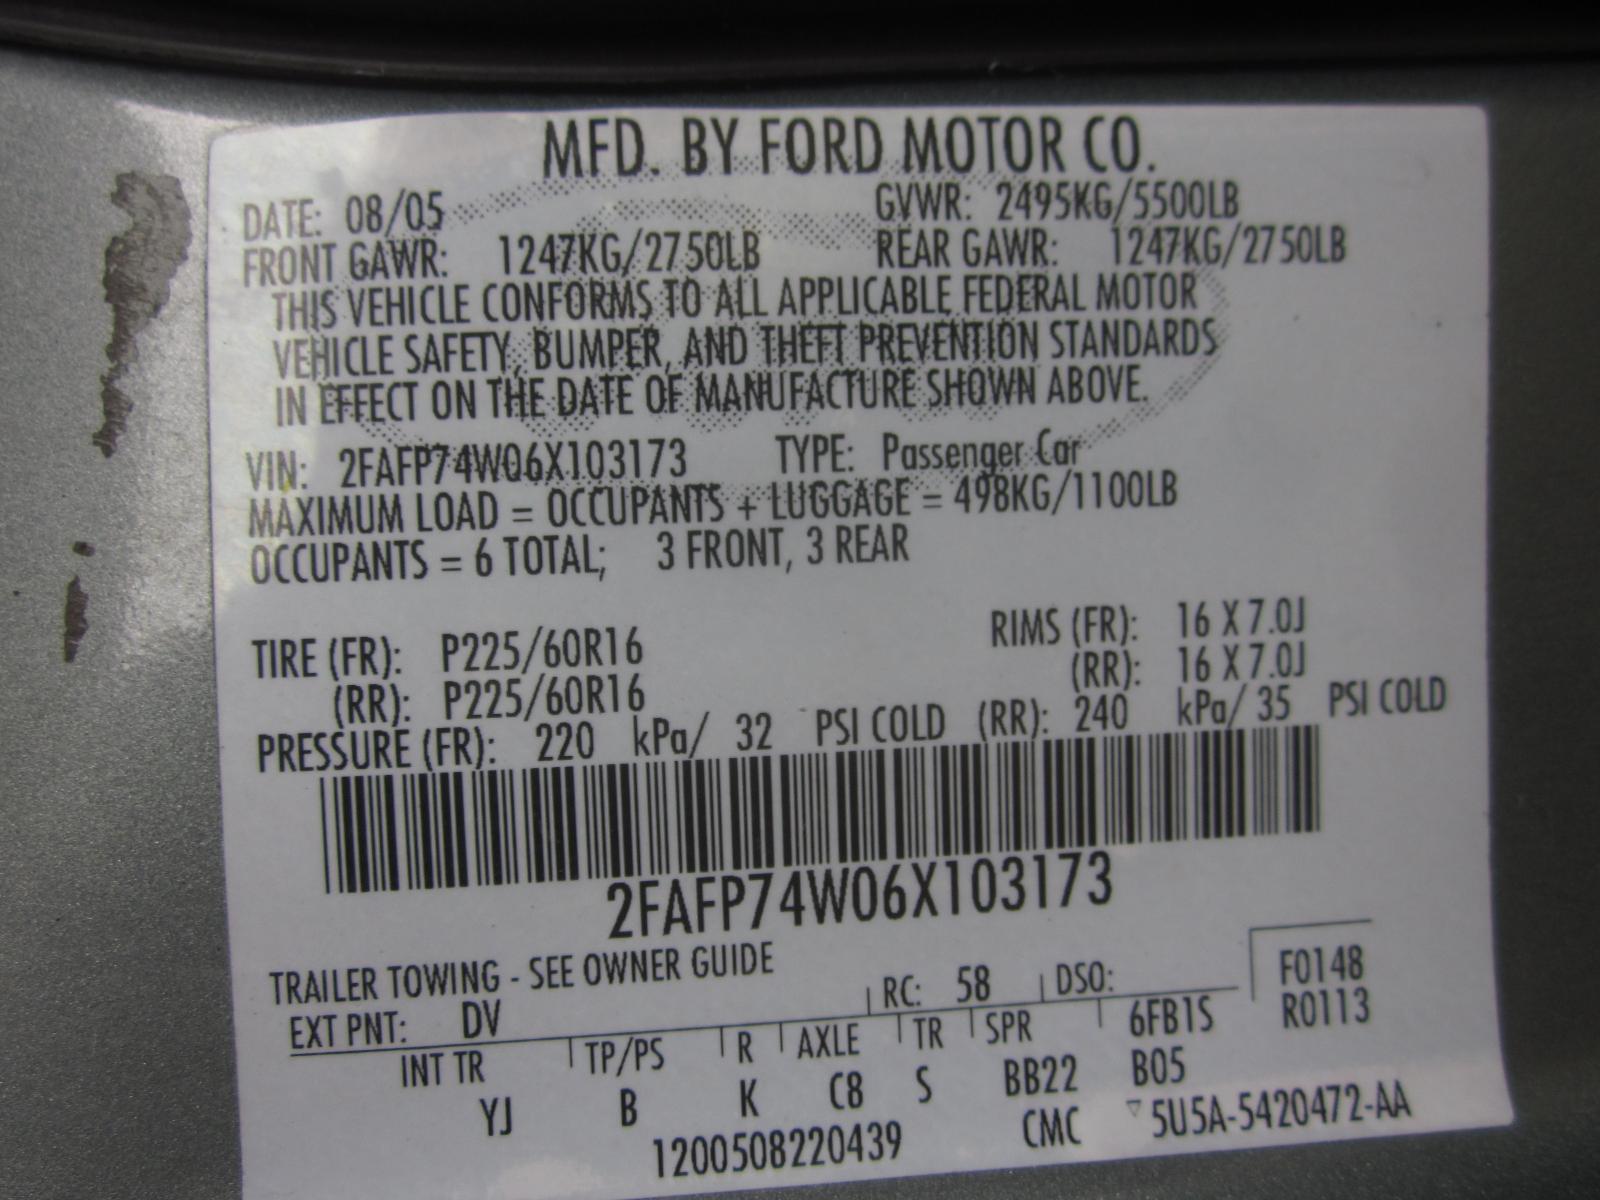 MFD. BY FORD MOTOR CO.
DATE: 08/05 GVWR: 2495KG/5500LB
FRONT GAWR: 1247KG/2750LB REAR GAWR: 1247KG/2750LB
THIS VEHICLE CONFORMS TO ALL APPLICABLE FEDERAL MOTOR
VEHICLE SAFETY, BUMPER, AND THEFT PREVENTION STANDARDS
IN EFFECT ON THE DATE OF MANUFACTURE SHOWN ABOVE.
VIN: 2FAFP74W06X103173 TYPE: Passenger Car
MAXIMUM LOAD = OCCUPANTS + LUGGAGE = 498KG/1100LB
OCCUPANTS = 6 TOTAL; 3 FRONT, 3 REAR
TIRE (FR): P225/60R16 RIMS (FR): 16 X 7.0J
(RR): P225/60R16 (RR): 16 X 7.0J
PRESSURE (FR): 220 kPa/ 32 PSI COLD (RR): 240 kPa/ 35 PSI COLD
2FAFP74W06X103173
TRAILER TOWING - SEE OWNER GUIDE
EXT PNT: DV RC: 58 DSO: F0148
INT TR TP/PS R AXLE TR SPR 6FB1S R0113
YJ B K C8 S BB22 B05
1200508220439 CMC ▽5U5A-5420472-AA